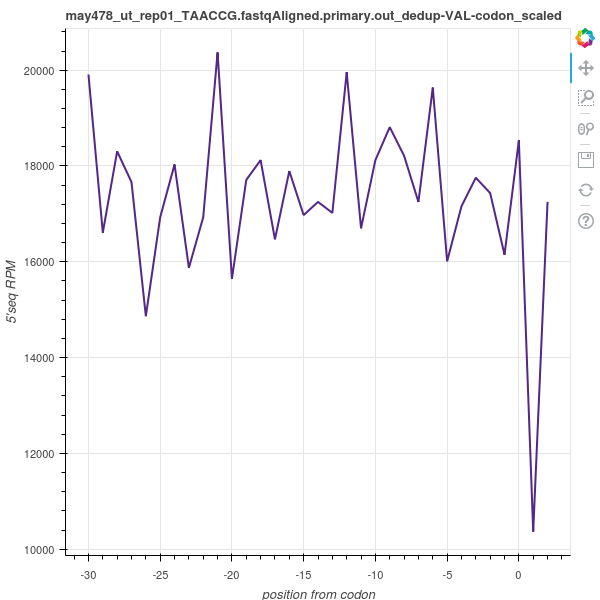 may478_ut_rep01_TAACCG.fastqAligned.primary.out_dedup-VAL-codon_scaled
20000
18000
16000
14000
12000
10000
5'seq RPM
-30 -25 -20 -15 -10 -5 0
position from codon